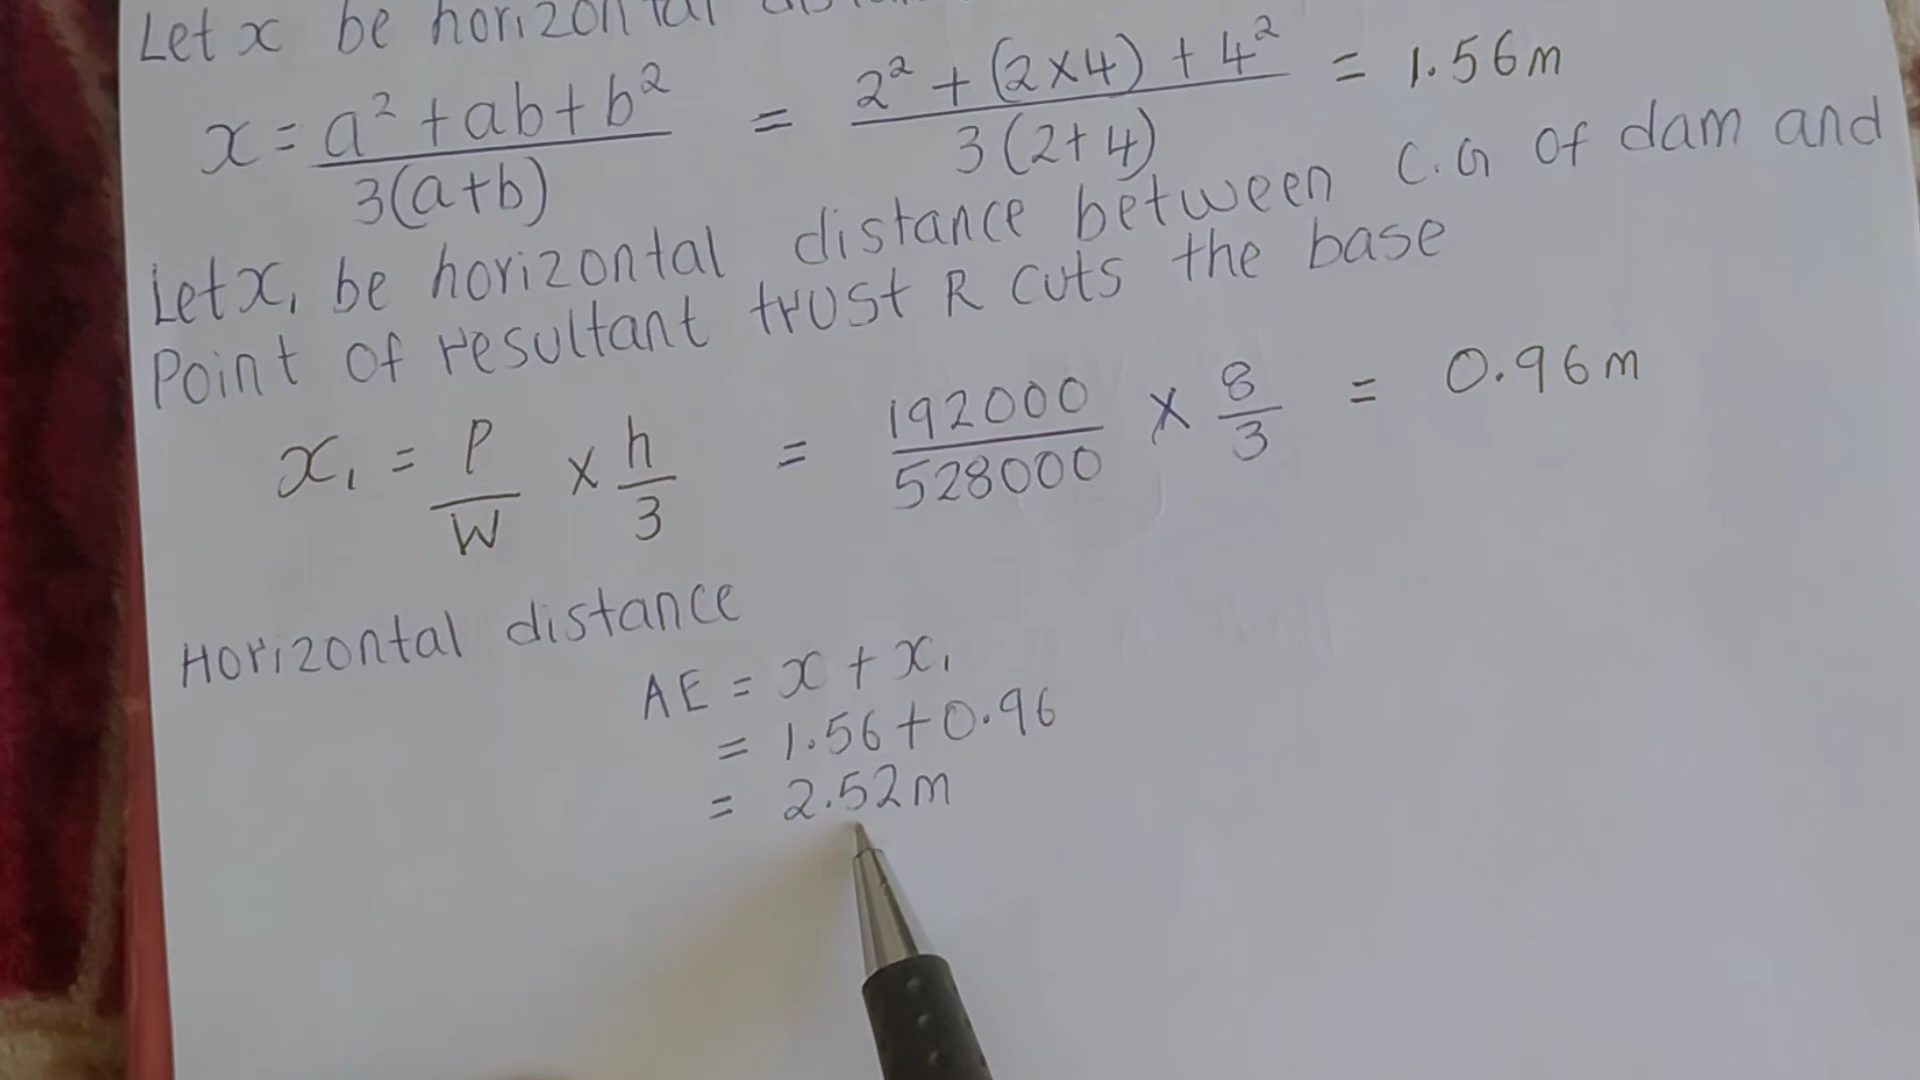 Let x be horizontal
x = a² + ab + b² / 3(a+b) = 2² + (2×4) + 4² / 3(2+4) = 1.56m
Let x₁ be horizontal distance between C.G of dam and
Point of resultant trust R cuts the base
x₁ = P/W × h/3 = 192000/528000 × 8/3 = 0.96m
Horizontal distance
AE = x + x₁
= 1.56 + 0.96
= 2.52m